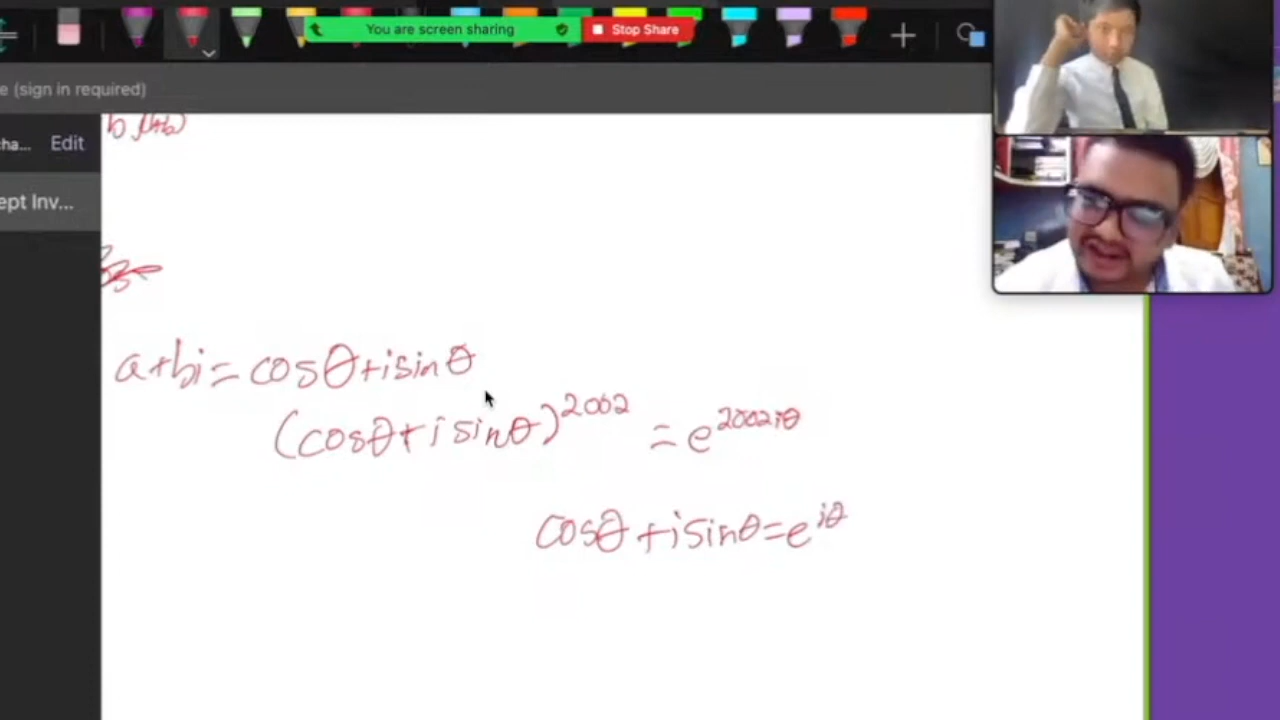 You are screen sharing Stop Share
e (sign in required)
cha... Edit
ept Inv...
a+bi=cosθ+isinθ
(cosθ+isinθ)^2002 = e^2002iθ
cosθ+isinθ=e^iθ